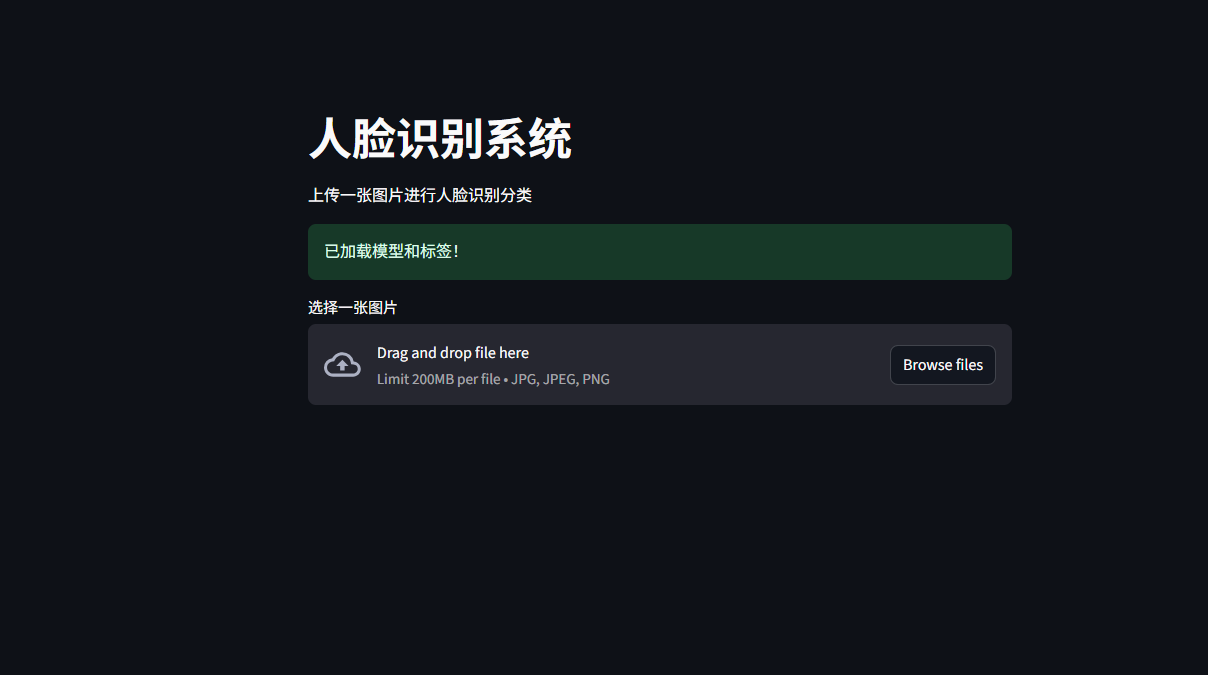 人脸识别系统
上传一张图片进行人脸识别分类
已加载模型和标签！
选择一张图片
Drag and drop file here
Limit 200MB per file • JPG, JPEG, PNG
Browse files